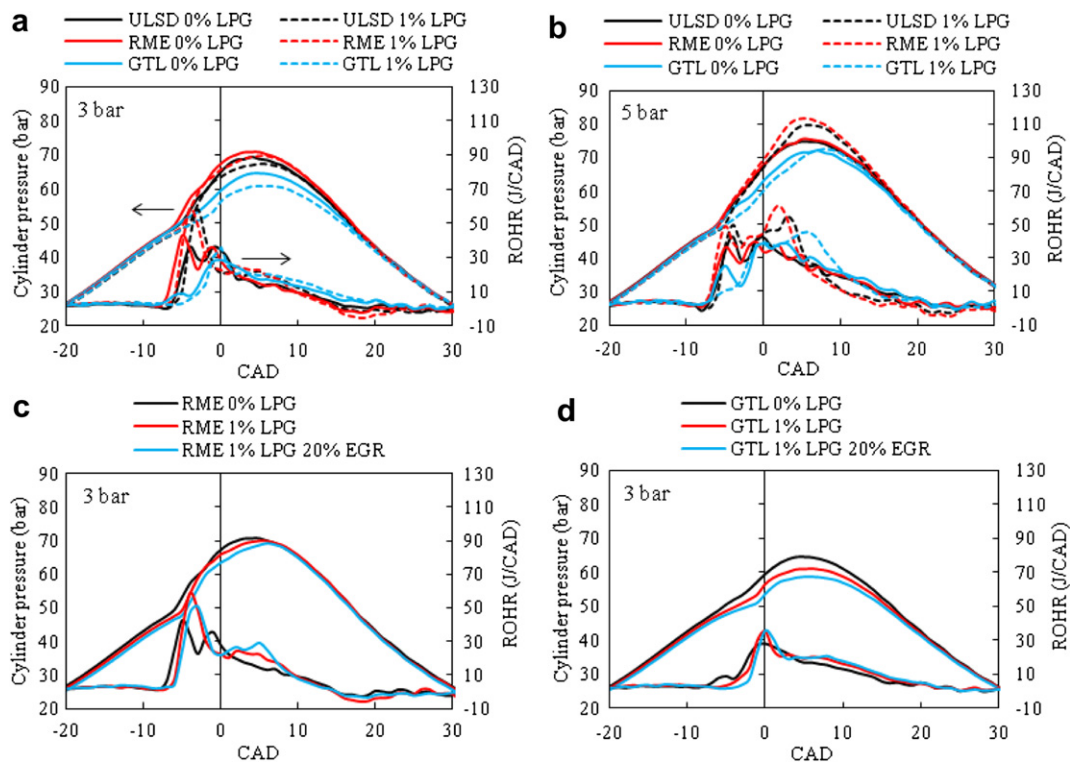 a
ULSD 0% LPG
ULSD 1% LPG
RME 0% LPG
RME 1% LPG
GTL 0% LPG
GTL 1% LPG
3 bar
Cylinder pressure (bar)
90
80
70
60
50
40
30
20
130
110
90
70
50
30
10
-10
ROHR (J/CAD)
-20
-10
0
10
20
30
CAD
b
ULSD 0% LPG
ULSD 1% LPG
RME 0% LPG
RME 1% LPG
GTL 0% LPG
GTL 1% LPG
5 bar
Cylinder pressure (bar)
90
80
70
60
50
40
30
20
130
110
90
70
50
30
10
-10
ROHR (J/CAD)
-20
-10
0
10
20
30
CAD
c
RME 0% LPG
RME 1% LPG
RME 1% LPG 20% EGR
3 bar
Cylinder pressure (bar)
90
80
70
60
50
40
30
20
130
110
90
70
50
30
10
-10
ROHR (J/CAD)
-20
-10
0
10
20
30
CAD
d
GTL 0% LPG
GTL 1% LPG
GTL 1% LPG 20% EGR
3 bar
Cylinder pressure (bar)
90
80
70
60
50
40
30
20
130
110
90
70
50
30
10
-10
ROHR (J/CAD)
-20
-10
0
10
20
30
CAD